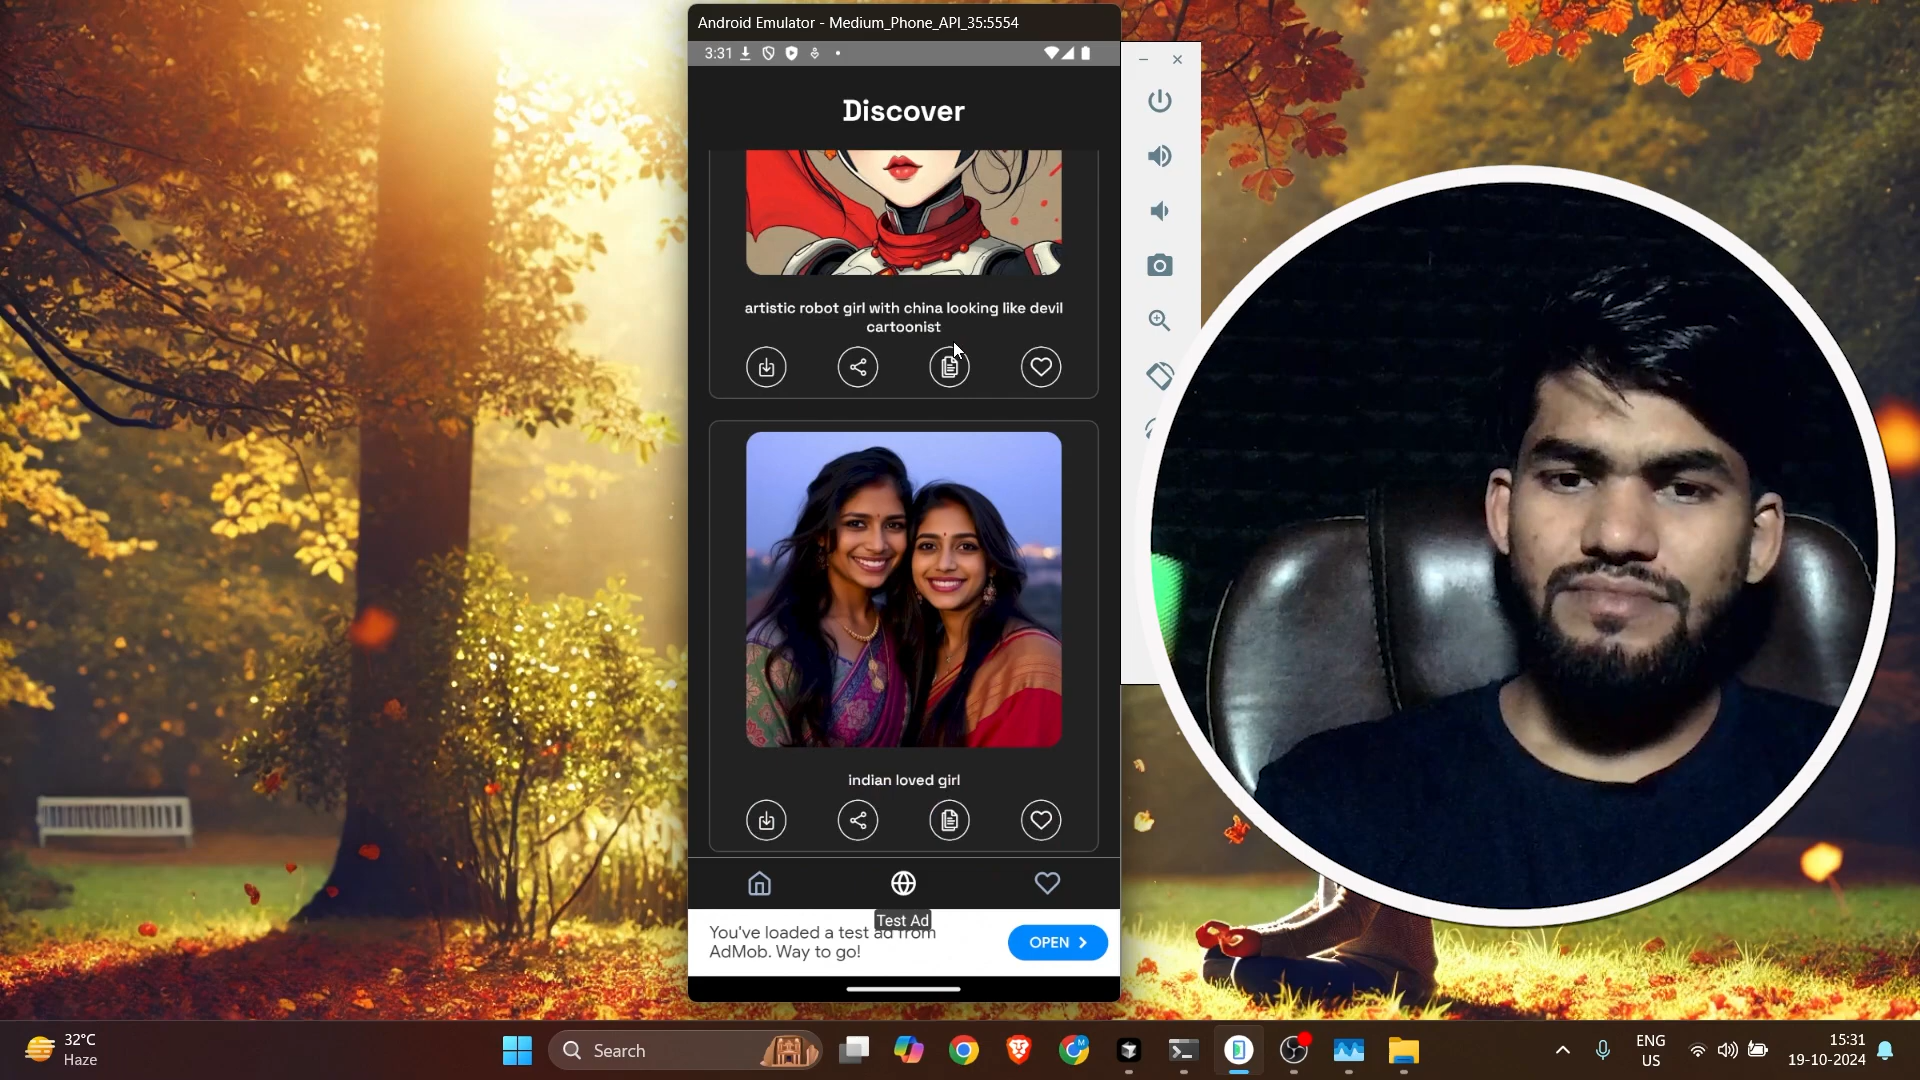 Android Emulator - Medium_Phone_API_35:5554
3:31
Discover
artistic robot girl with china looking like devil
cartoonist
indian loved girl
Test Ad
You've loaded a test ad from
AdMob. Way to go!
OPEN
32°C
Haze
Search
M
ENG
US
15:31
19-10-2024